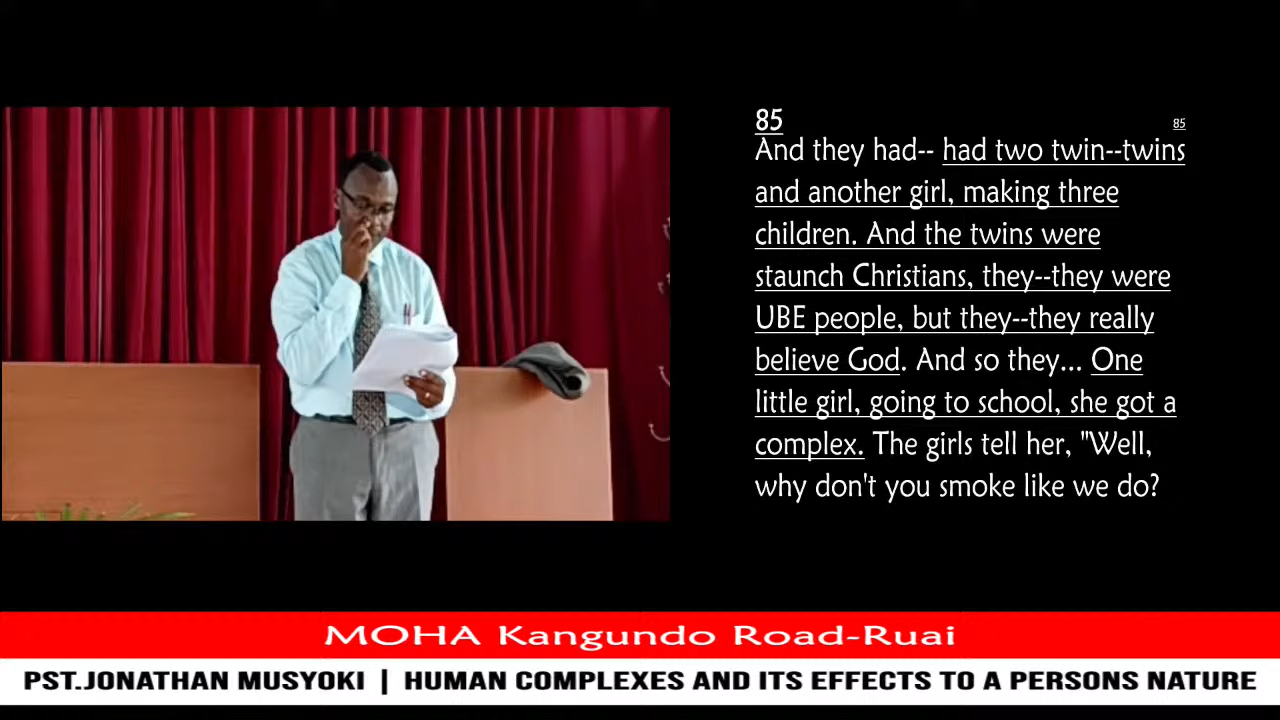 85
85
And they had-- had two twin--twins
and another girl, making three
children. And the twins were
staunch Christians, they--they were
UBE people, but they--they really
believe God. And so they... One
little girl, going to school, she got a
complex. The girls tell her, "Well,
why don't you smoke like we do?
MOHA Kangundo Road-Ruai
PST.JONATHAN MUSYOKI | HUMAN COMPLEXES AND ITS EFFECTS TO A PERSONS NATURE